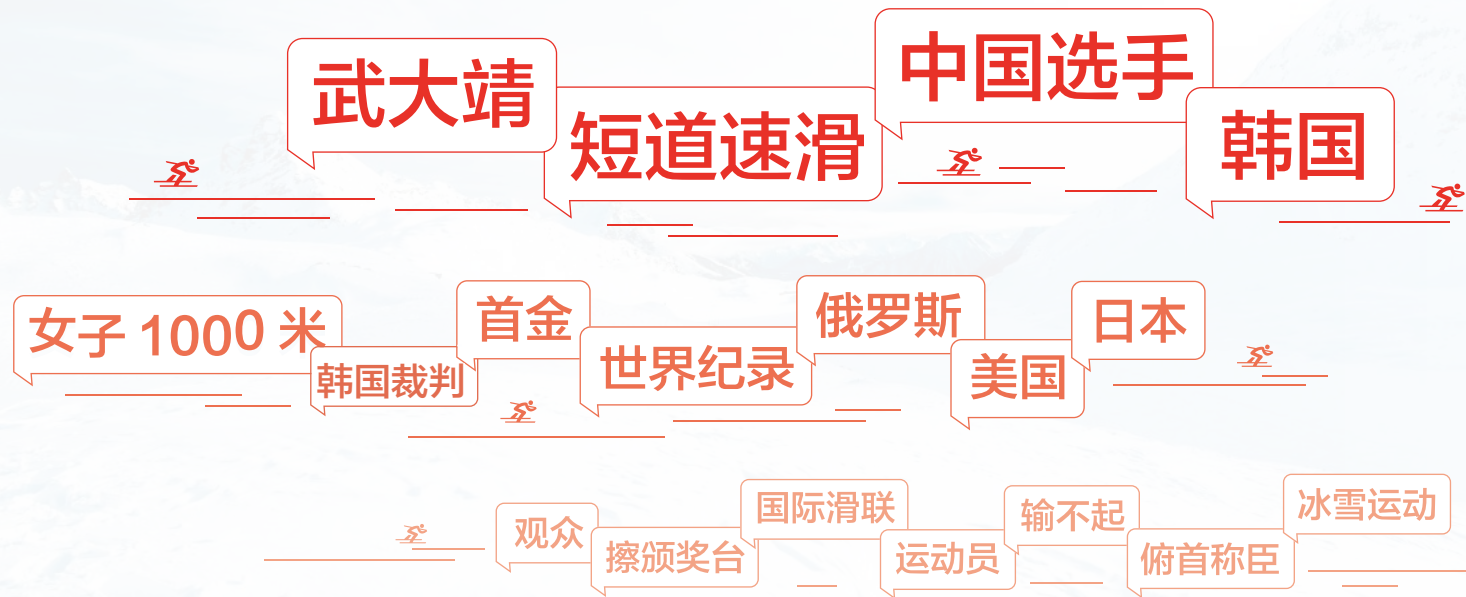 武大靖
短道速滑
中国选手
韩国
女子 1000 米
韩国裁判
首金
世界纪录
俄罗斯
美国
日本
观众
擦颁奖台
国际滑联
运动员
输不起
俯首称臣
冰雪运动